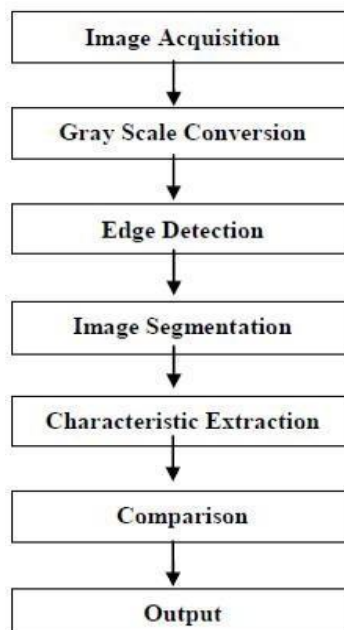 Image Acquisition
Gray Scale Conversion
Edge Detection
Image Segmentation
Characteristic Extraction
Comparison
Output